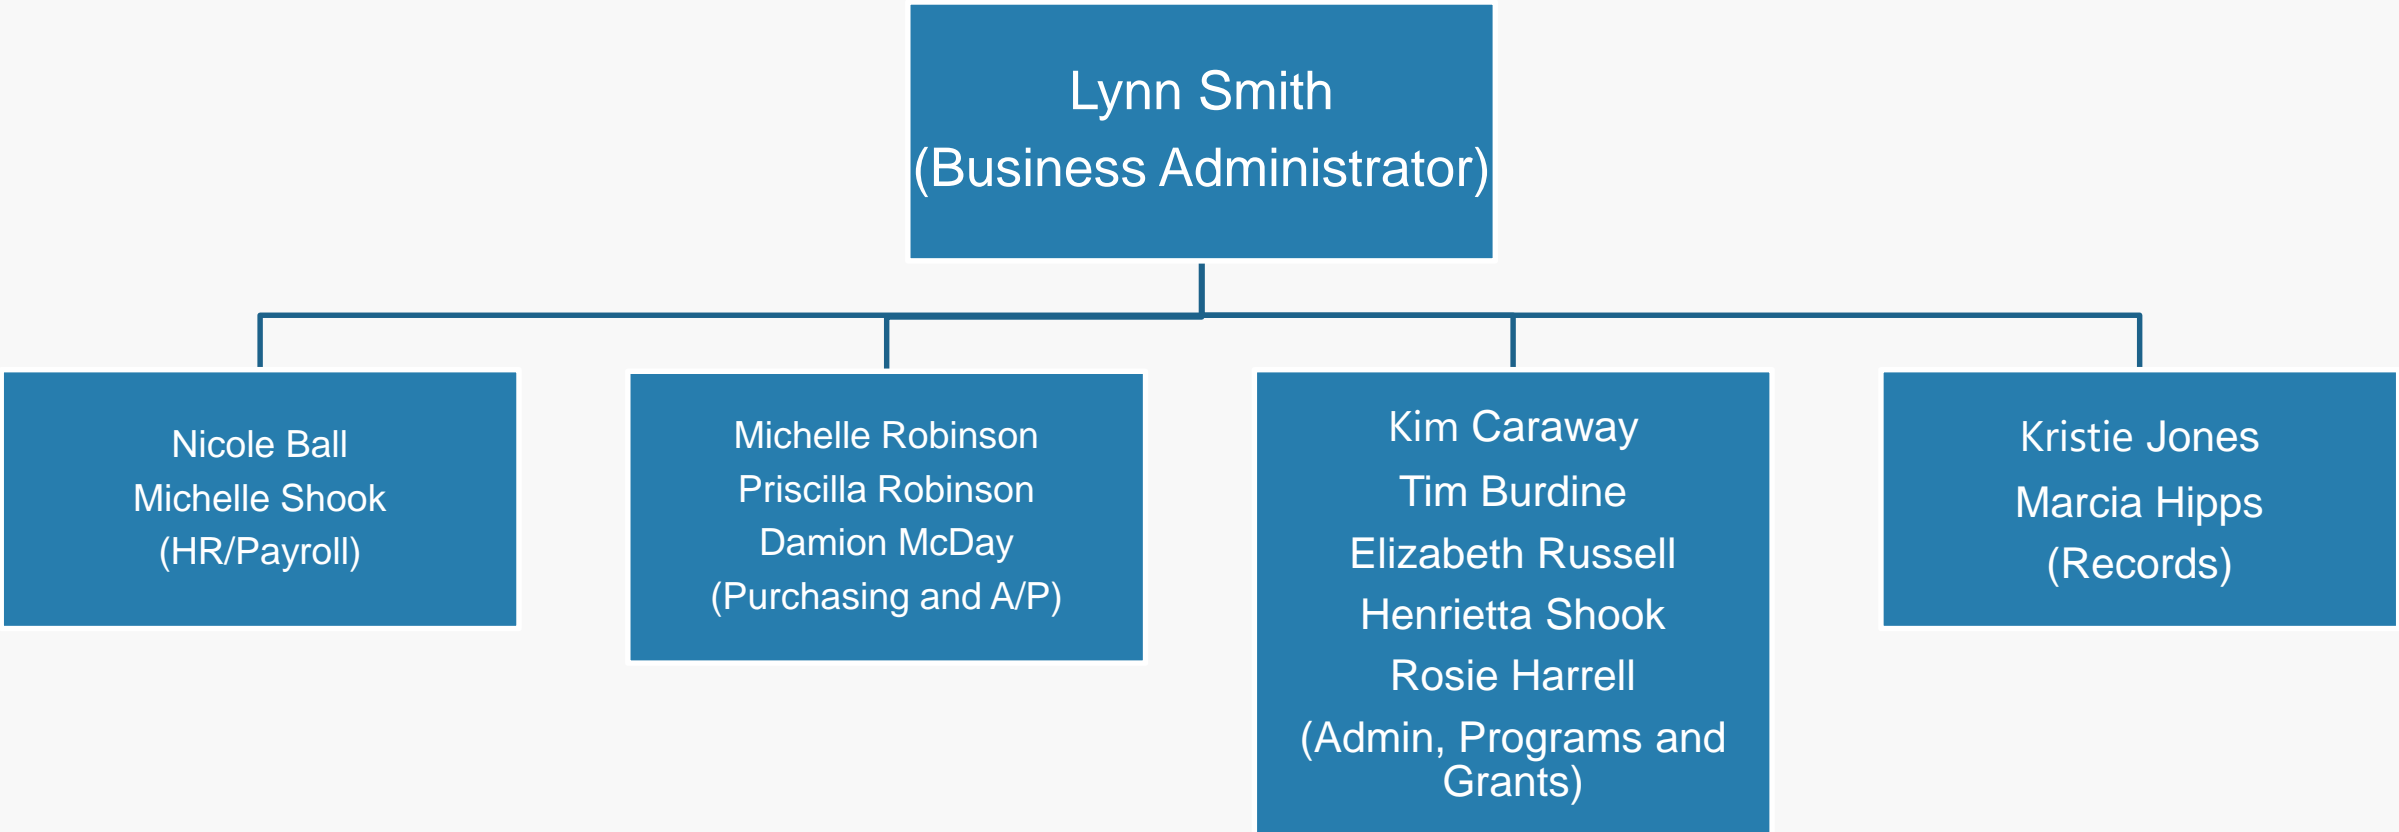 Lynn Smith
(Business Administrator)
Nicole Ball
Michelle Shook
(HR/Payroll)
Michelle Robinson
Priscilla Robinson
Damion McDay
(Purchasing and A/P)
Kim Caraway
Tim Burdine
Elizabeth Russell
Henrietta Shook
Rosie Harrell
(Admin, Programs and
Grants)
Kristie Jones
Marcia Hipps
(Records)